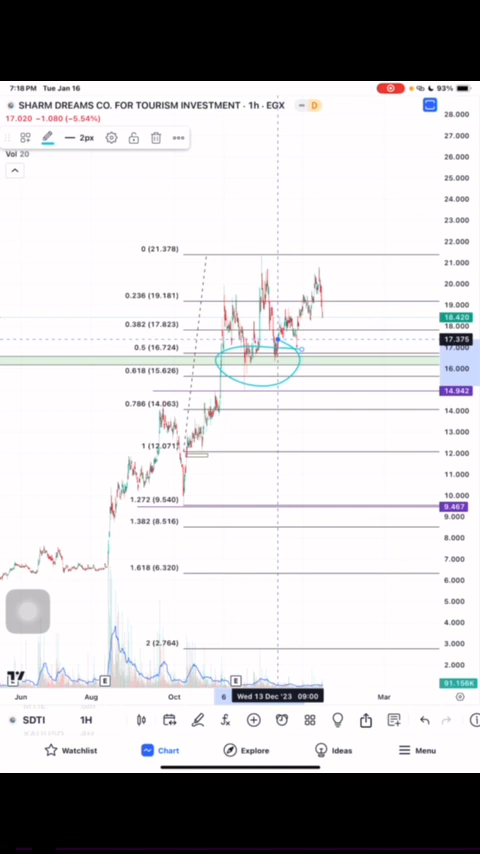 7:18 PM Tue Jan 16 93%
SHARM DREAMS CO. FOR TOURISM INVESTMENT · 1h · EGX D
17.020 −1.080 (−5.54%)
2px
Vol 20
28.000
27.000
26.000
25.000
24.000
23.000
22.000
0 (21.378)
21.000
20.000
0.236 (19.181)
19.000
18.420
0.382 (17.823) 18.000
17.375
0.5 (16.724) 17.000
0.618 (15.626) 16.000
14.942
0.786 (14.063) 14.000
13.000
1 (12.071) 12.000
11.000
10.000
1.272 (9.540)
9.467
9.000
1.382 (8.516)
8.000
7.000
1.618 (6.320)
6.000
5.000
4.000
2 (2.764) 3.000
2.000
E E
91.156K
Jun Aug Oct 6 Wed 13 Dec '23 09:00 Mar
SDTI 1H
Watchlist Chart Explore Ideas Menu